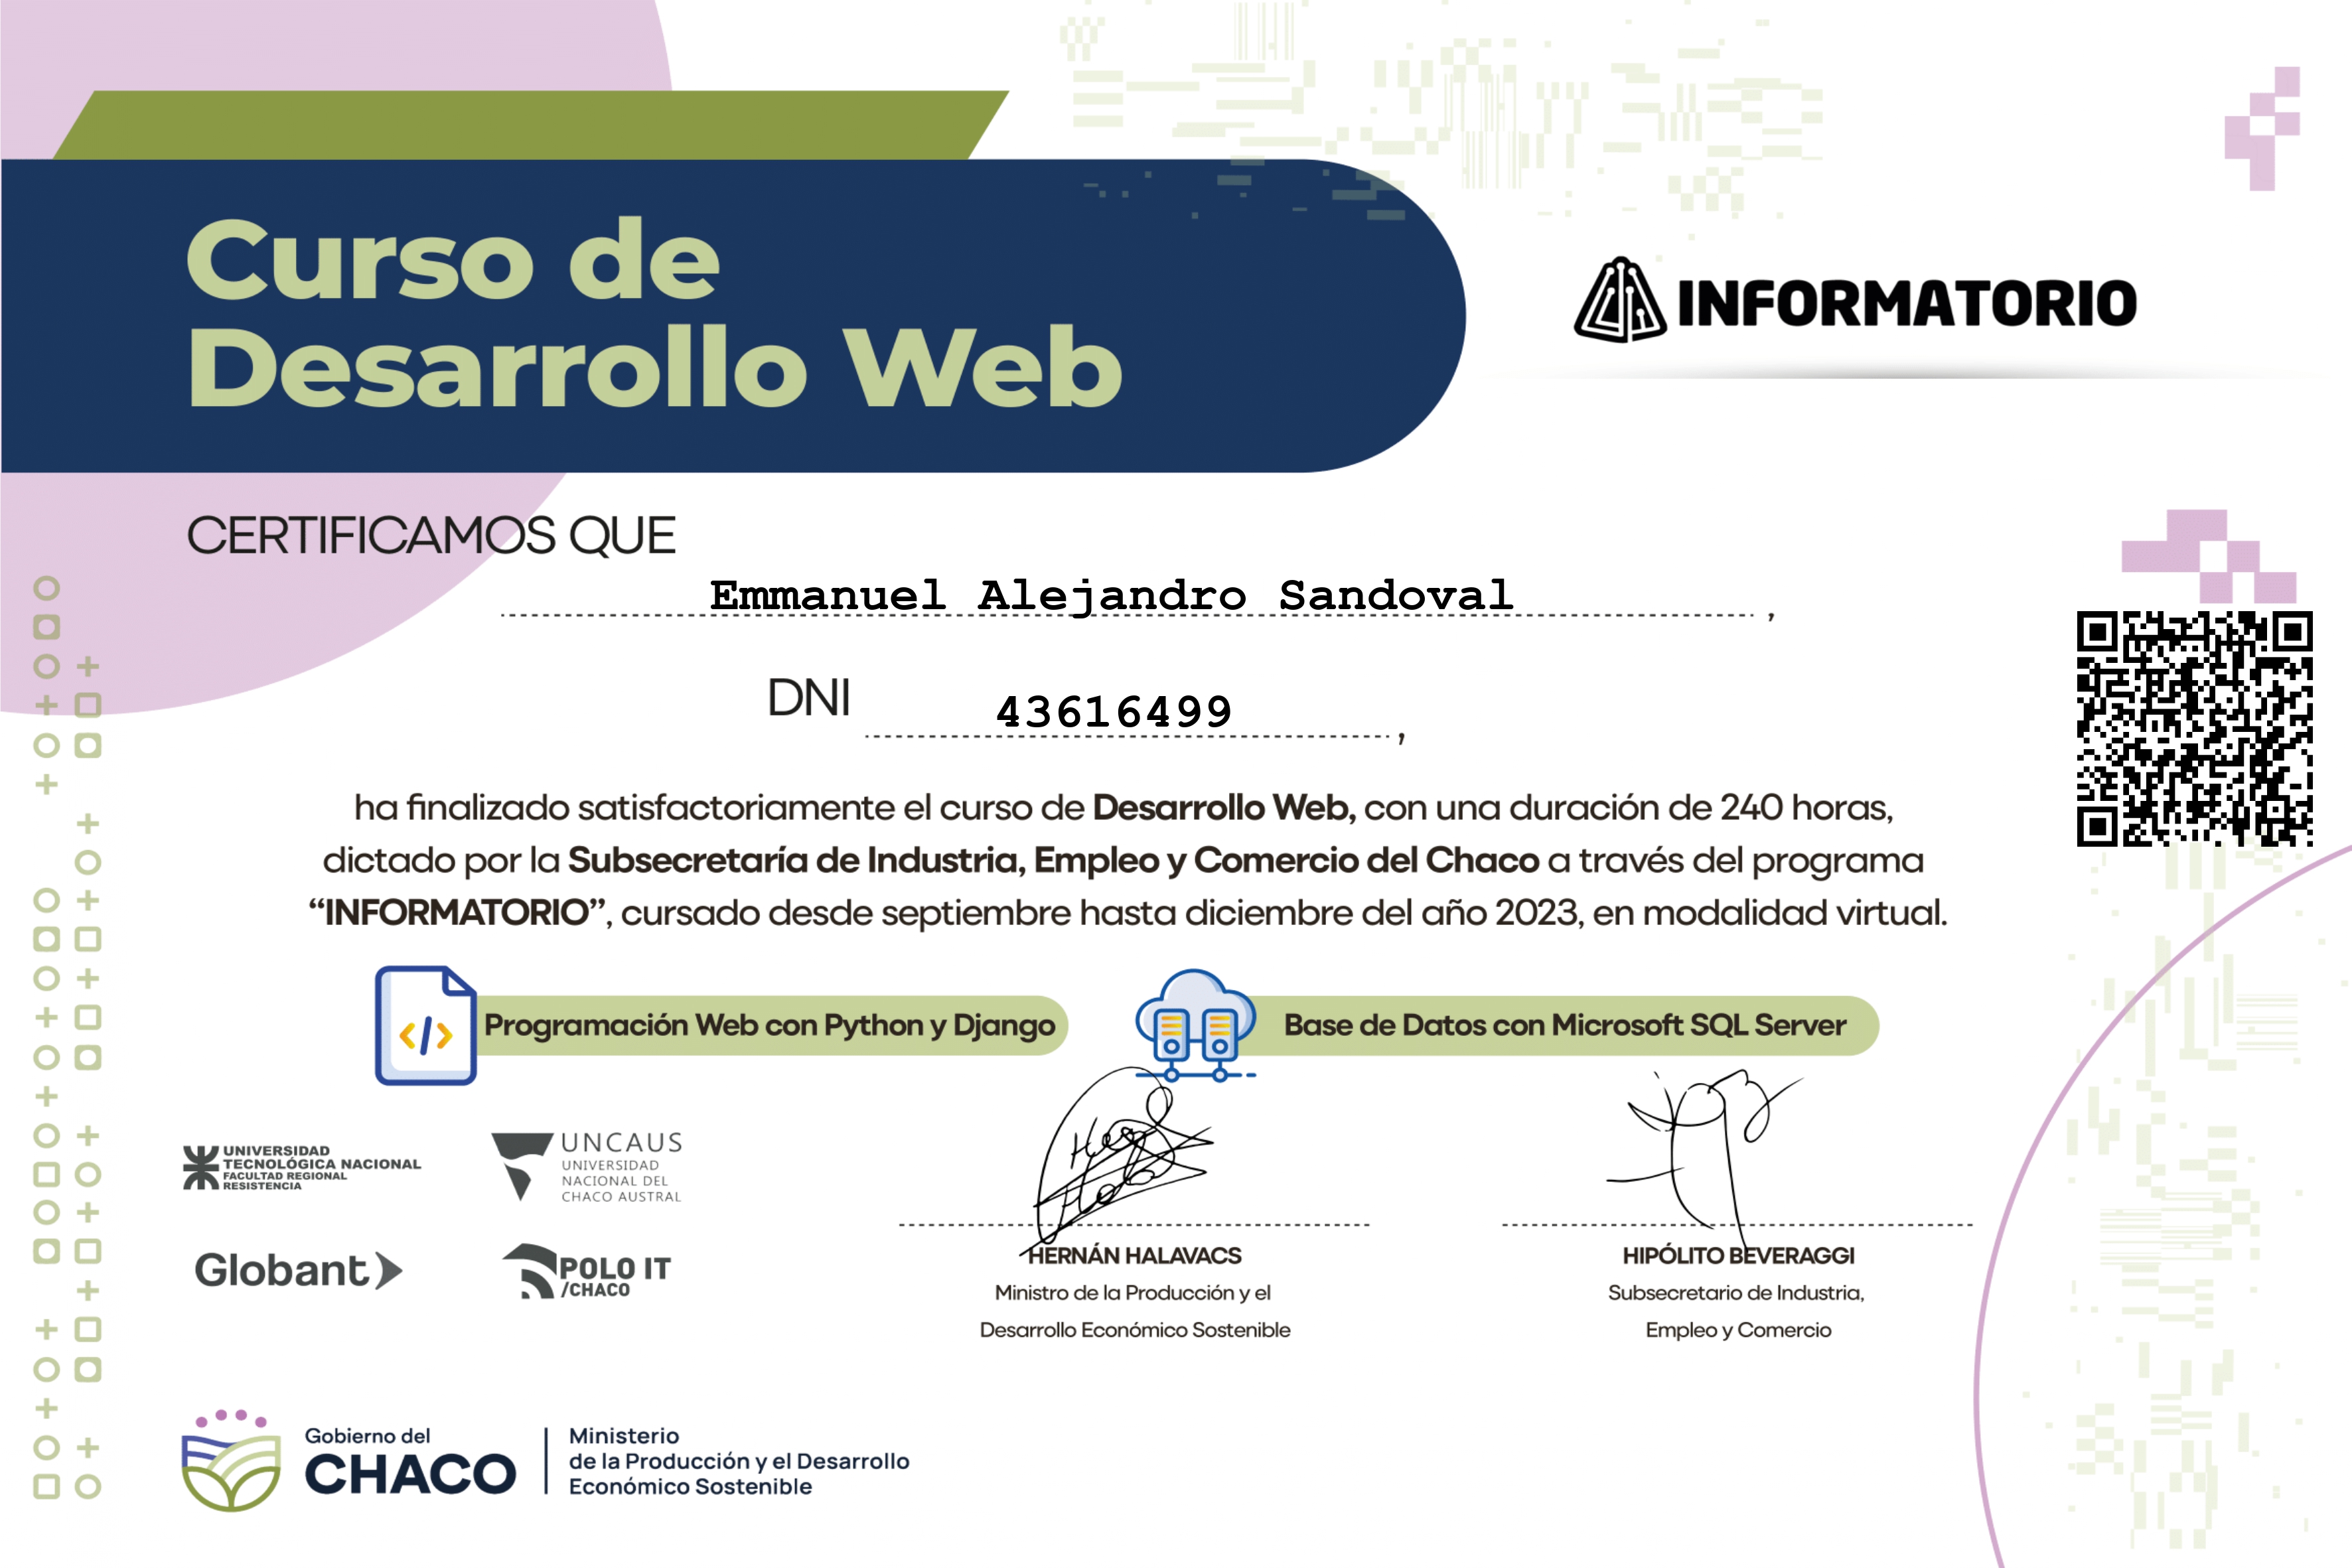 Curso de
Desarrollo Web
INFORMATORIO
CERTIFICAMOS QUE
Emmanuel Alejandro Sandoval,
DNI 43616499,
ha finalizado satisfactoriamente el curso de Desarrollo Web, con una duración de 240 horas,
dictado por la Subsecretaría de Industria, Empleo y Comercio del Chaco a través del programa
“INFORMATORIO”, cursado desde septiembre hasta diciembre del año 2023, en modalidad virtual.
Programación Web con Python y Django
Base de Datos con Microsoft SQL Server
UNIVERSIDAD
TECNOLÓGICA NACIONAL
FACULTAD REGIONAL
RESISTENCIA
UNCAUS
UNIVERSIDAD
NACIONAL DEL
CHACO AUSTRAL
Globant
POLO IT
/CHACO
HERNÁN HALAVACS
Ministro de la Producción y el
Desarrollo Económico Sostenible
HIPÓLITO BEVERAGGI
Subsecretario de Industria,
Empleo y Comercio
Gobierno del
CHACO
Ministerio
de la Producción y el Desarrollo
Económico Sostenible